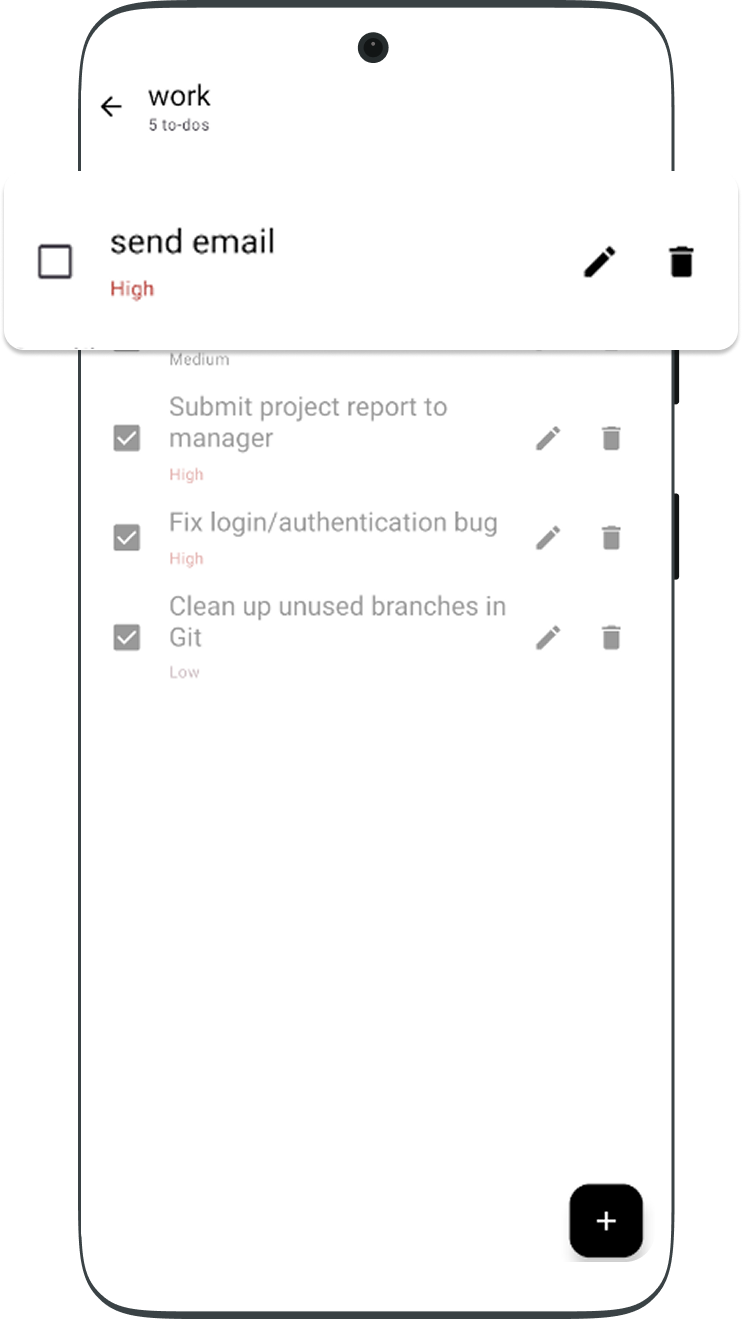 work
5 to-dos
send email
High
Medium
Submit project report to
manager
High
Fix login/authentication bug
High
Clean up unused branches in
Git
Low